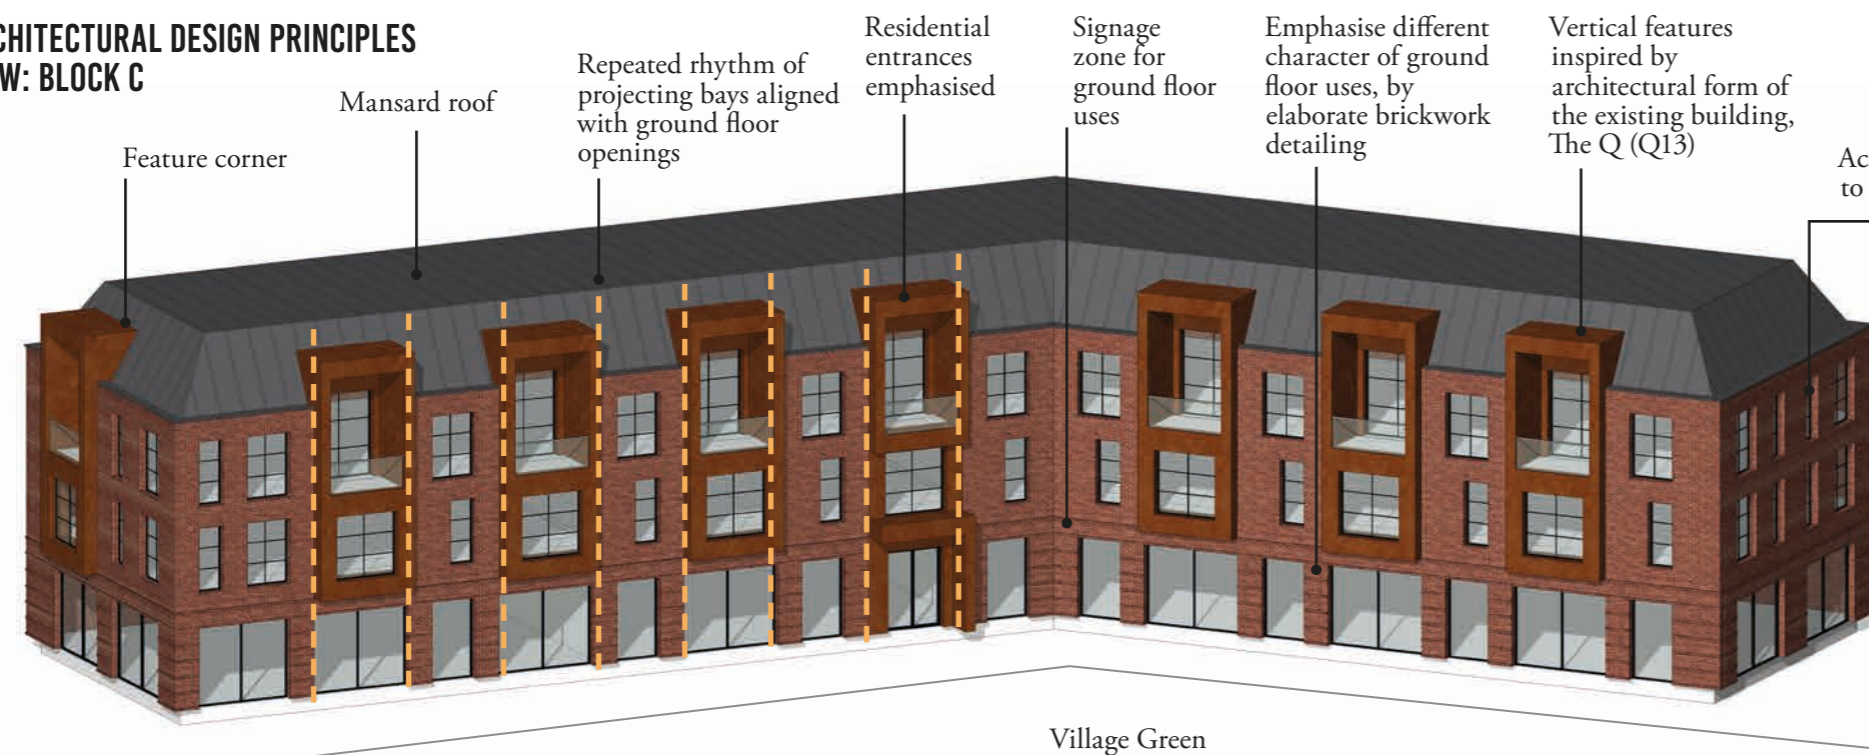 CHITECTURAL DESIGN PRINCIPLES
W: BLOCK C
Feature corner
Mansard roof
Repeated rhythm of
projecting bays aligned
with ground floor
openings
Residential
entrances
emphasised
Signage
zone for
ground floor
uses
Emphasise different
character of ground
floor uses, by
elaborate brickwork
detailing
Vertical features
inspired by
architectural form of
the existing building,
The Q (Q13)
Ac
to
Village Green